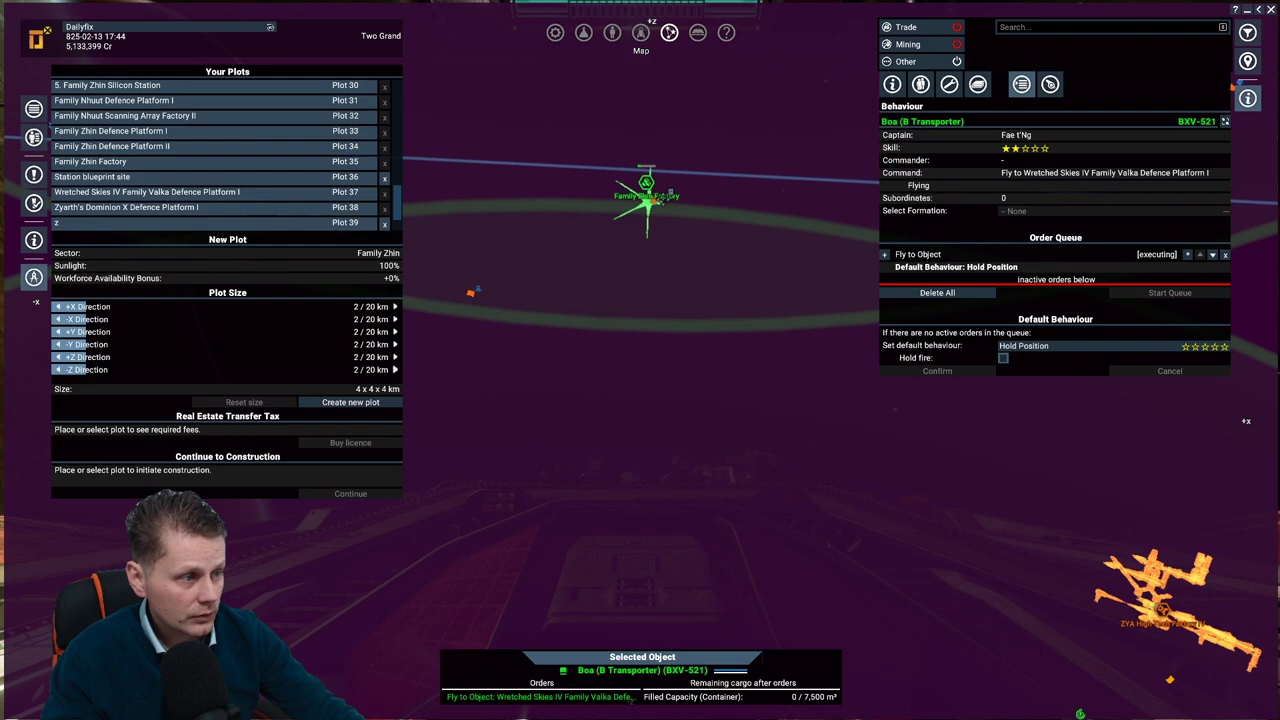 Dailyfix
825-02-13 17:44
5,133,399 Cr
Two Grand
Your Plots
5. Family Zhin Silicon Station Plot 30 x
Family Nhuut Defence Platform I Plot 31 x
Family Nhuut Scanning Array Factory II Plot 32 x
Family Zhin Defence Platform I Plot 33 x
Family Zhin Defence Platform II Plot 34 x
Family Zhin Factory Plot 35 x
Station blueprint site Plot 36 x
Wretched Skies IV Family Valka Defence Platform I Plot 37 x
Zyarth's Dominion X Defence Platform I Plot 38 x
z Plot 39 x
New Plot
Sector: Family Zhin
Sunlight: 100%
Workforce Availability Bonus: +0%
-x
Plot Size
+X Direction 2 / 20 km
-X Direction 2 / 20 km
+Y Direction 2 / 20 km
-Y Direction 2 / 20 km
+Z Direction 2 / 20 km
-Z Direction 2 / 20 km
Size: 4 x 4 x 4 km
Reset size Create new plot
Real Estate Transfer Tax
Place or select plot to see required fees.
Buy licence
Continue to Construction
Place or select plot to initiate construction.
Continue
+z
Map
Trade
Mining
Other
Search...
Behaviour
Boa (B Transporter) BXV-521
Captain: Fae t'Ng
Skill:
Commander: -
Command: Fly to Wretched Skies IV Family Valka Defence Platform I
Flying
Subordinates: 0
Select Formation: None
Order Queue
+ Fly to Object [executing] x
Default Behaviour: Hold Position
inactive orders below
Delete All Start Queue
Default Behaviour
If there are no active orders in the queue:
Set default behaviour: Hold Position
Hold fire:
Confirm Cancel
+x
Selected Object
Boa (B Transporter) (BXV-521)
Orders Remaining cargo after orders
Fly to Object: Wretched Skies IV Family Valka Defe... Filled Capacity (Container): 0 / 7,500 m³